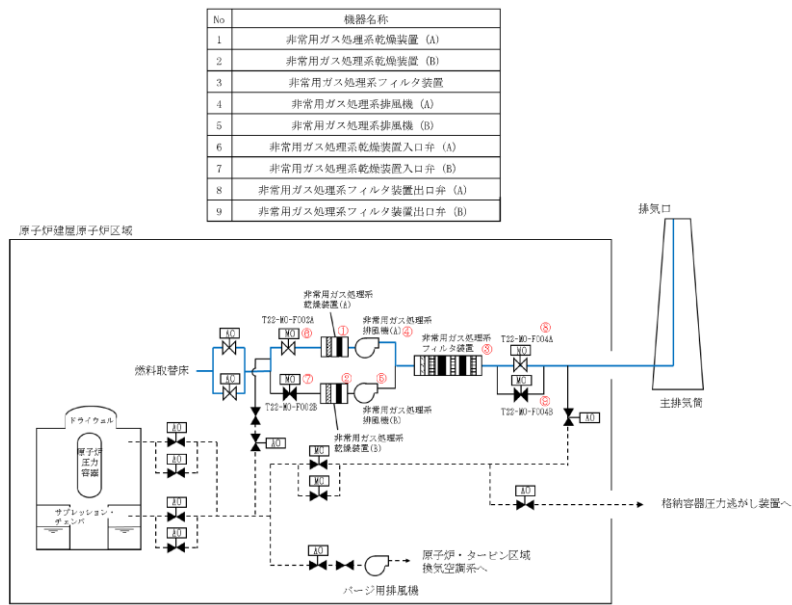 No 機器名称
1 非常用ガス処理系乾燥装置 (A)
2 非常用ガス処理系乾燥装置 (B)
3 非常用ガス処理系フィルタ装置
4 非常用ガス処理系排風機 (A)
5 非常用ガス処理系排風機 (B)
6 非常用ガス処理系乾燥装置入口弁 (A)
7 非常用ガス処理系乾燥装置入口弁 (B)
8 非常用ガス処理系フィルタ装置出口弁 (A)
9 非常用ガス処理系フィルタ装置出口弁 (B)
排気口
原子炉建屋原子炉区域
非常用ガス処理系
乾燥装置(A)
T22-MO-F002A
MO
⑥
①
非常用ガス処理系
排風機(A)
④
非常用ガス処理系
フィルタ装置
③
⑧
T22-MO-F004A
MO
AO
燃料取替床
AO
MO
⑦
T22-MO-F002B
②
⑤
非常用ガス処理系
排風機(B)
非常用ガス処理系
乾燥装置(B)
MO
T22-MO-F004B
主排気筒
AO
AO
ドライウェル
原子炉
圧力
容器
サプレッション・
チェンバ
AO
AO
AO
AO
MO
MO
AO
格納容器圧力逃がし装置へ
AO
原子炉・タービン区域
換気空調系へ
パージ用排風機